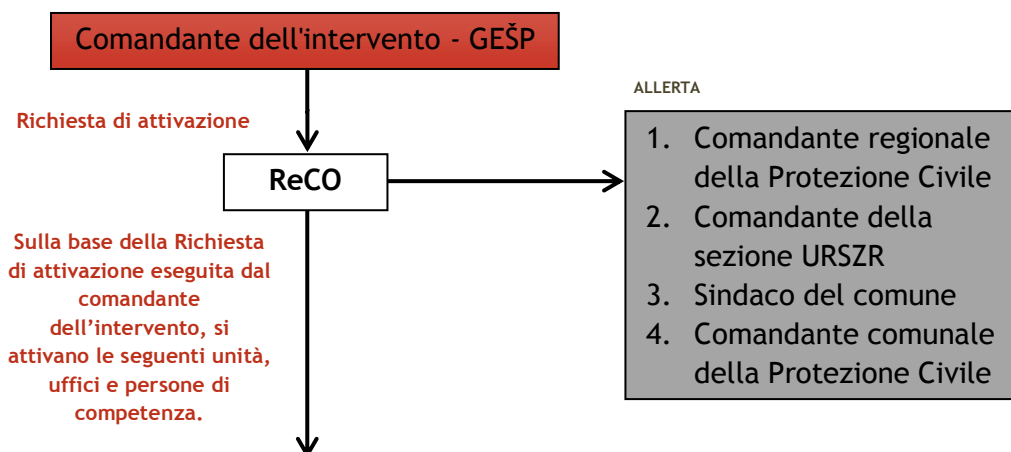 Comandante dell'intervento - GEŠP
Richiesta di attivazione
ReCO
Sulla base della Richiesta
di attivazione eseguita dal
comandante
dell’intervento, si
attivano le seguenti unità,
uffici e persone di
competenza.
ALLERTA
1. Comandante regionale
della Protezione Civile
2. Comandante della
sezione URSZR
3. Sindaco del comune
4. Comandante comunale
della Protezione Civile